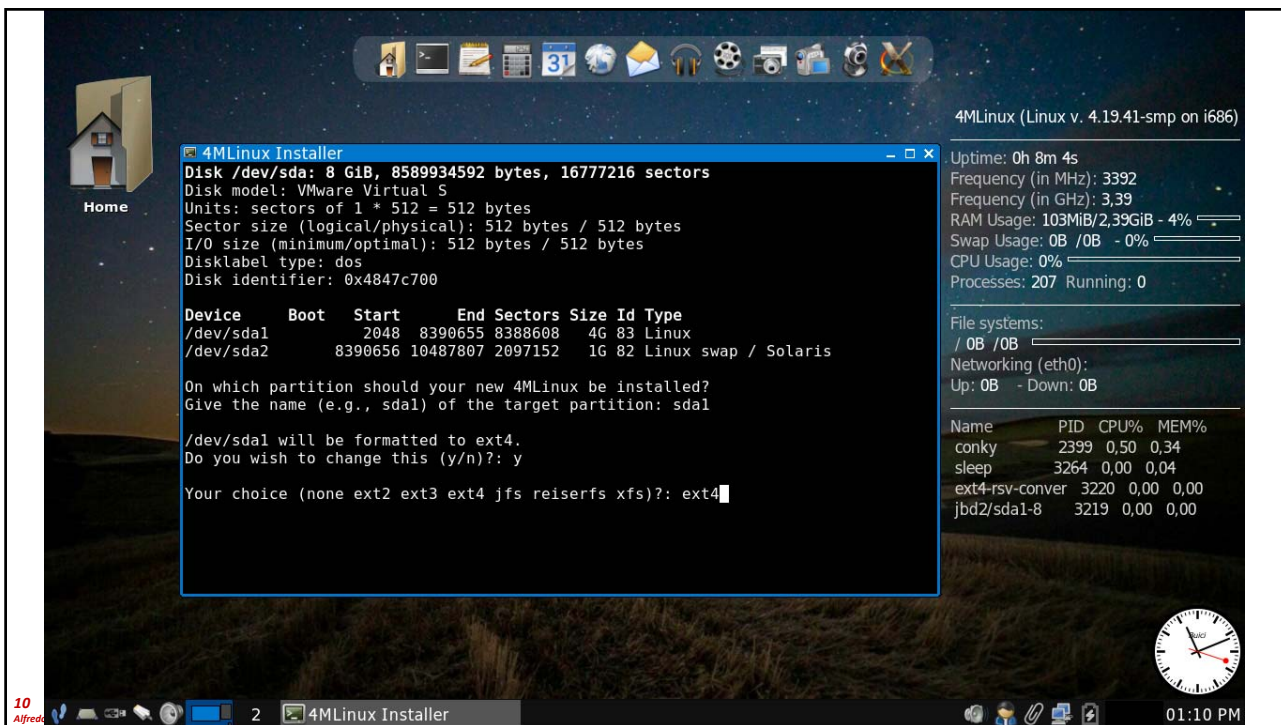 31
4MLinux (Linux v. 4.19.41-smp on i686)
Home
4MLinux Installer
Disk /dev/sda: 8 GiB, 8589934592 bytes, 16777216 sectors
Disk model: VMware Virtual S
Units: sectors of 1 * 512 = 512 bytes
Sector size (logical/physical): 512 bytes / 512 bytes
I/O size (minimum/optimal): 512 bytes / 512 bytes
Disklabel type: dos
Disk identifier: 0x4847c700
Device Boot Start End Sectors Size Id Type
/dev/sda1 2048 8390655 8388608 4G 83 Linux
/dev/sda2 8390656 10487807 2097152 1G 82 Linux swap / Solaris
On which partition should your new 4MLinux be installed?
Give the name (e.g., sda1) of the target partition: sda1
/dev/sda1 will be formatted to ext4.
Do you wish to change this (y/n)?: y
Your choice (none ext2 ext3 ext4 jfs reiserfs xfs)?: ext4
Uptime: 0h 8m 4s
Frequency (in MHz): 3392
Frequency (in GHz): 3,39
RAM Usage: 103MiB/2,39GiB - 4%
Swap Usage: 0B /0B - 0%
CPU Usage: 0%
Processes: 207 Running: 0
File systems:
/ 0B /0B
Networking (eth0):
Up: 0B - Down: 0B
Name PID CPU% MEM%
conky 2399 0,50 0,34
sleep 3264 0,00 0,04
ext4-rsv-conver 3220 0,00 0,00
jbd2/sda1-8 3219 0,00 0,00
Buici
10
2 4MLinux Installer
01:10 PM